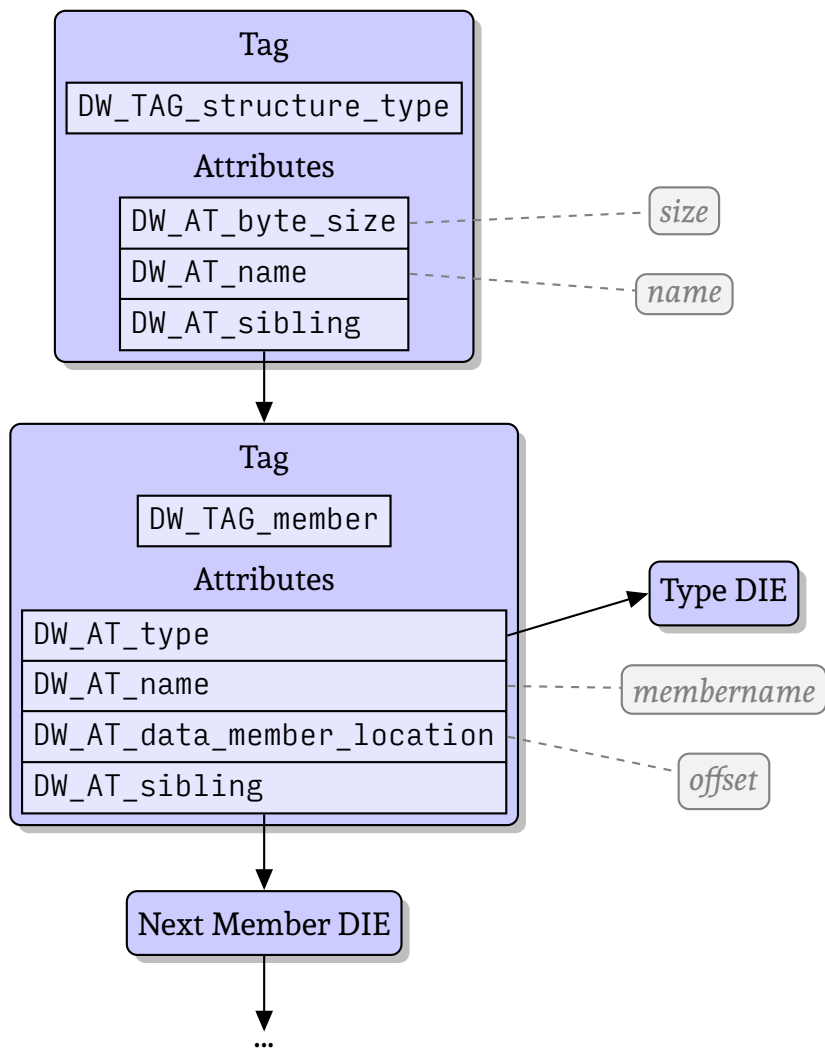 Tag
DW_TAG_structure_type
Attributes
DW_AT_byte_size
size
DW_AT_name
name
DW_AT_sibling
Tag
DW_TAG_member
Attributes
Type DIE
DW_AT_type
DW_AT_name
membername
DW_AT_data_member_location
offset
DW_AT_sibling
Next Member DIE
...